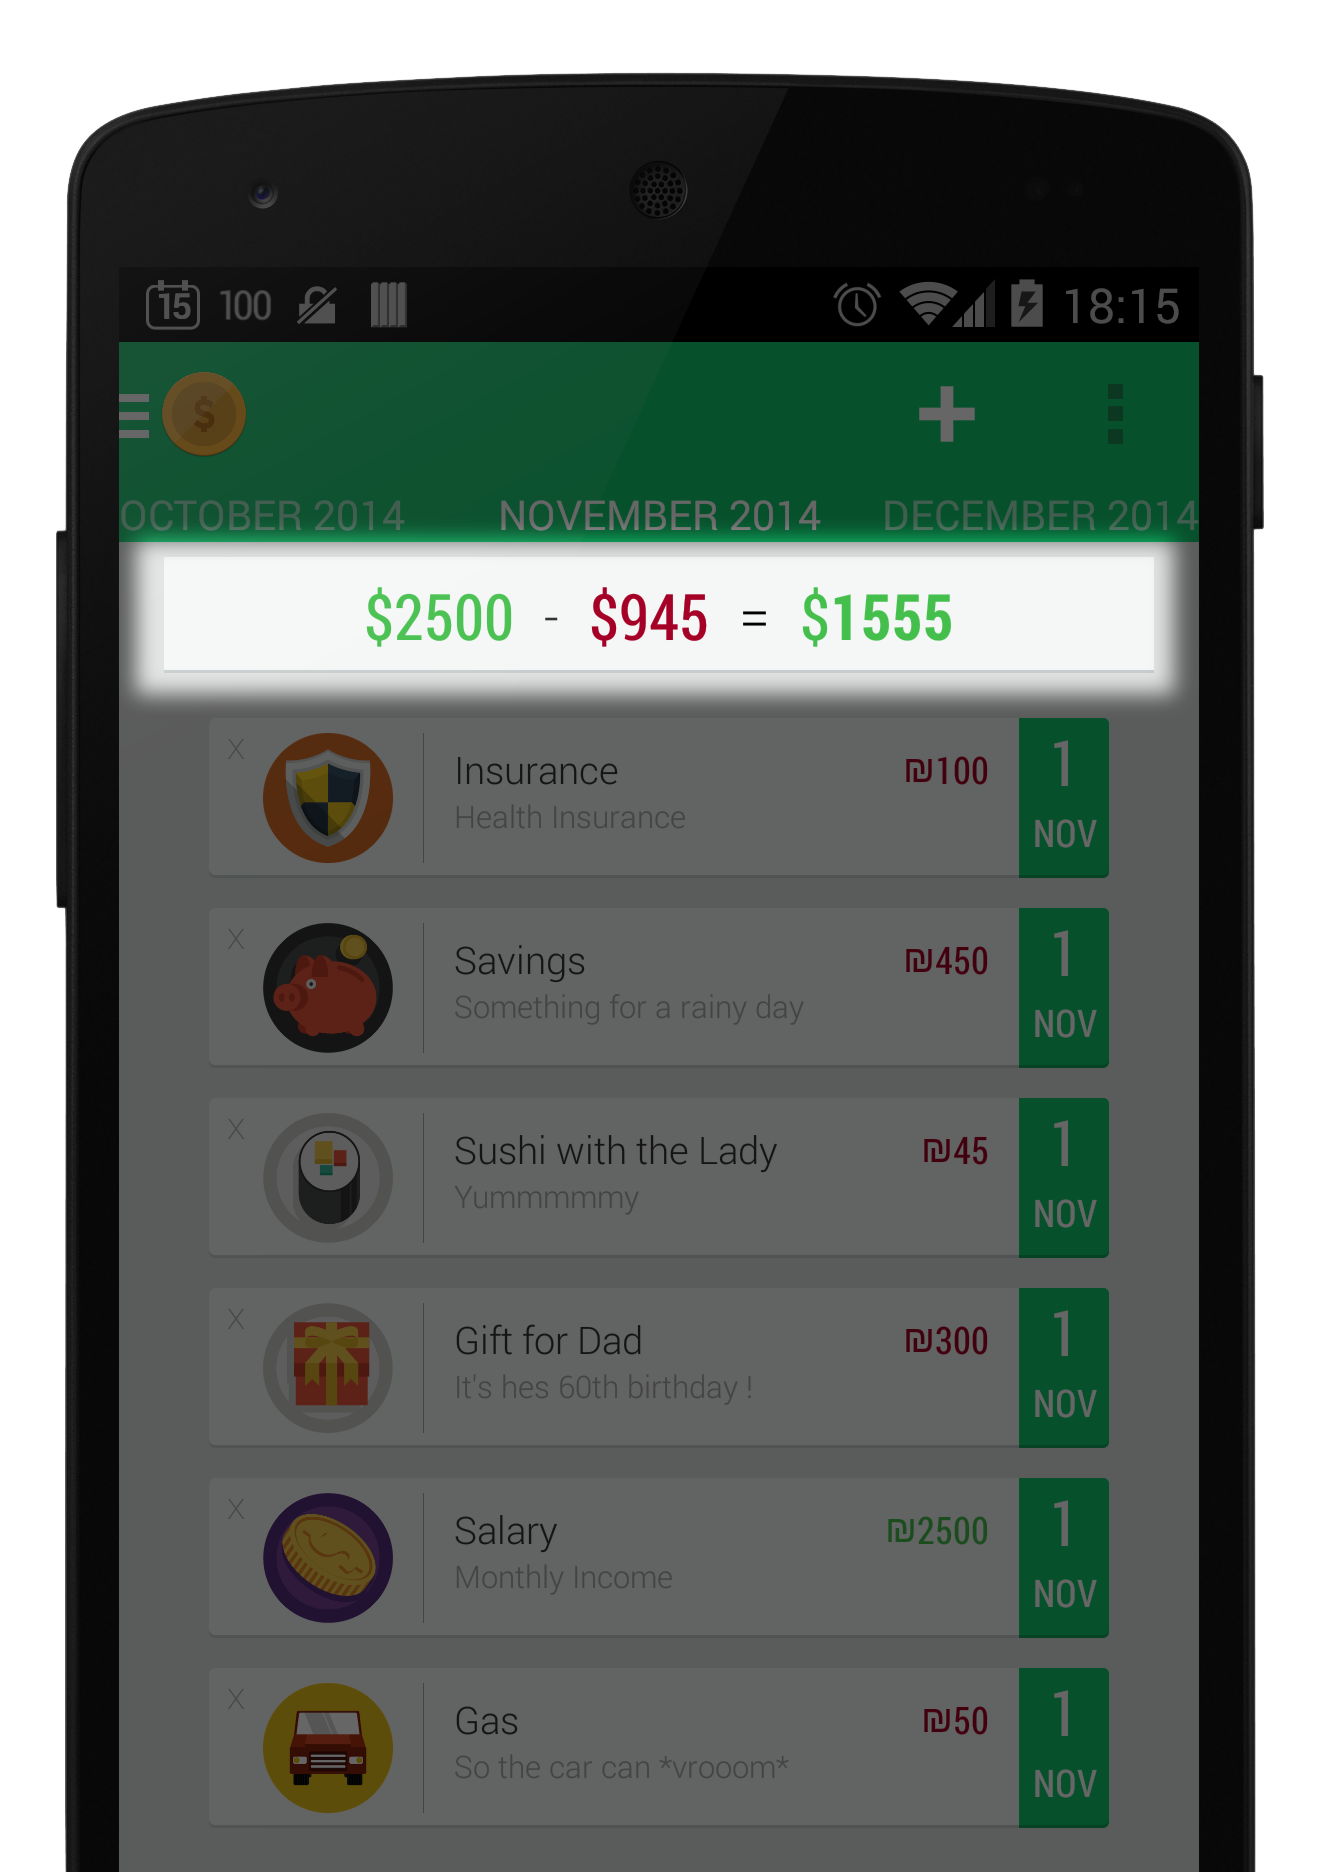 15 100 18:15
$
OCTOBER 2014 NOVEMBER 2014 DECEMBER 2014
$2500 - $945 = $1555
X Insurance ₪100 1
Health Insurance NOV
X Savings ₪450 1
Something for a rainy day NOV
X Sushi with the Lady ₪45 1
Yummmmmy NOV
X Gift for Dad ₪300 1
It's hes 60th birthday ! NOV
X Salary ₪2500 1
Monthly Income NOV
X Gas ₪50 1
So the car can *vrooom* NOV